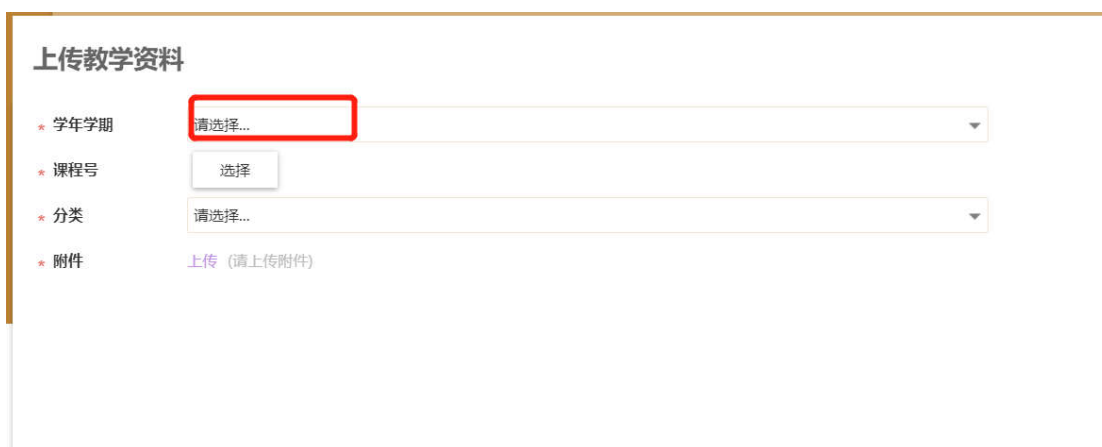 上传教学资料
* 学年学期 请选择...
* 课程号 选择
* 分类 请选择...
* 附件 上传 (请上传附件)